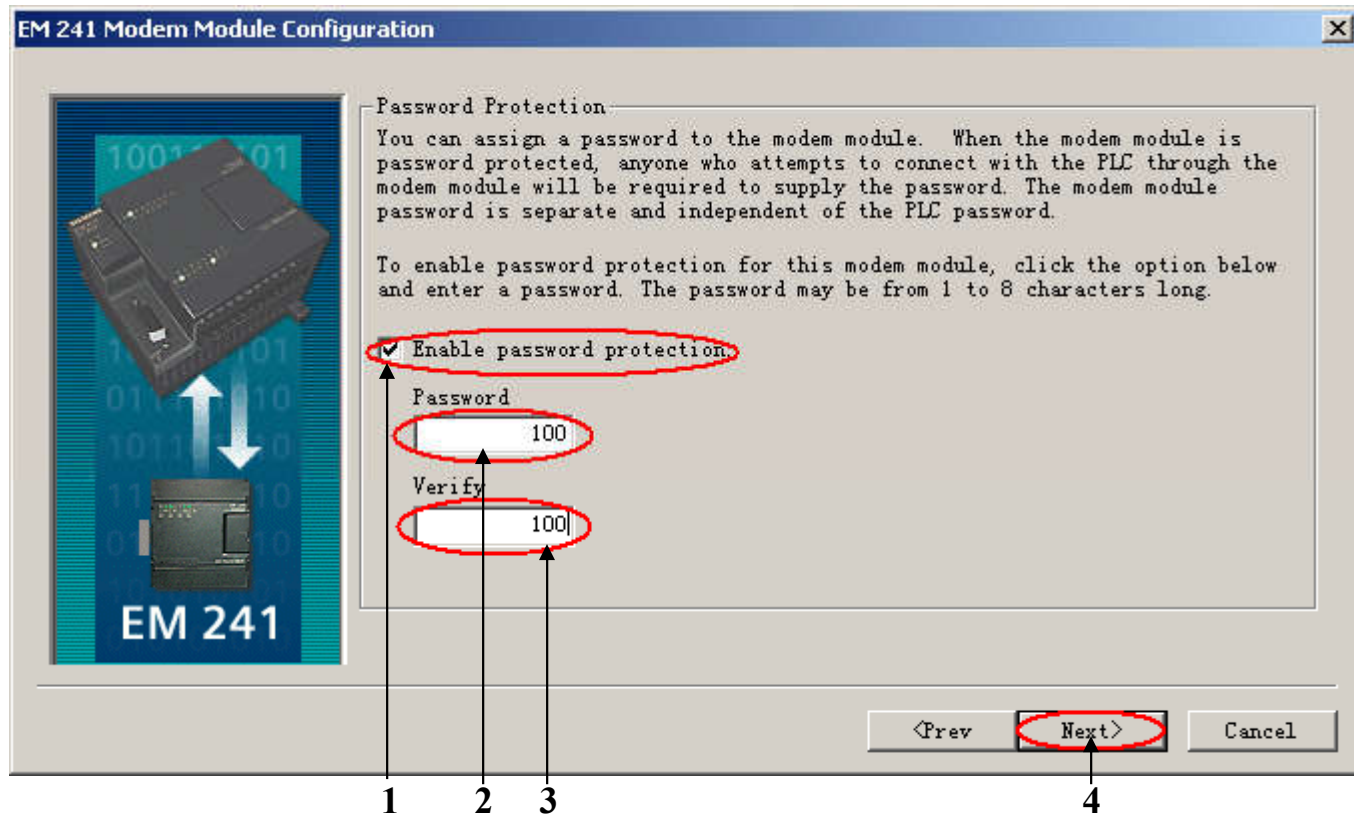 EM 241 Modem Module Configuration
Password Protection
You can assign a password to the modem module. When the modem module is
password protected, anyone who attempts to connect with the PLC through the
modem module will be required to supply the password. The modem module
password is separate and independent of the PLC password.
To enable password protection for this modem module, click the option below
and enter a password. The password may be from 1 to 8 characters long.
Enable password protection.
Password
100
Verify
100
EM 241
<Prev
Next>
Cancel
1 2 3 4